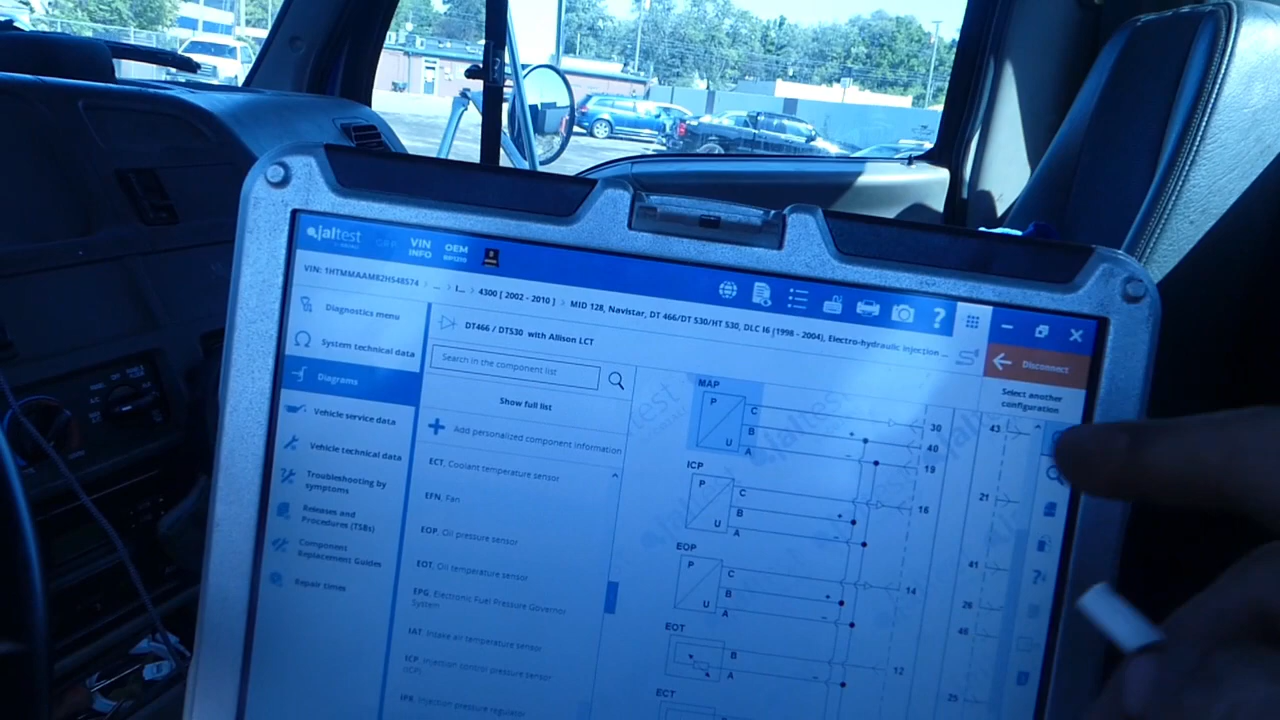 jaltest
VIN INFO
OEM
VIN: 1HTMMAAM82H548574 > ... > I... > 4300 [ 2002 - 2010 ] > MID 128, Navistar, DT 466/DT 530/HT 530, DLC I6 (1998 - 2004), Electro-hydraulic injection ...
Disconnect
Select another
configuration
Diagnostics menu
System technical data
Diagrams
Vehicle service data
Vehicle technical data
Troubleshooting by
symptoms
Releases and
Procedures (TSBs)
Component
Replacement Guides
Repair times
DT466 / DT530 with Allison LCT
Search in the component list
Show full list
Add personalized component information
ECT, Coolant temperature sensor
EFN, Fan
EOP, Oil pressure sensor
EOT, Oil temperature sensor
EPG, Electronic Fuel Pressure Governor
System
IAT, Intake air temperature sensor
ICP, Injection control pressure sensor
(ICP)
IPR, Injection pressure regulator
MAP
P
U
C
B
A
+
-
30
40
19
ICP
P
U
C
B
A
+
-
16
EOP
P
U
C
B
A
+
-
14
EOT
B
A
-
12
ECT
43
21
41
26
46
25